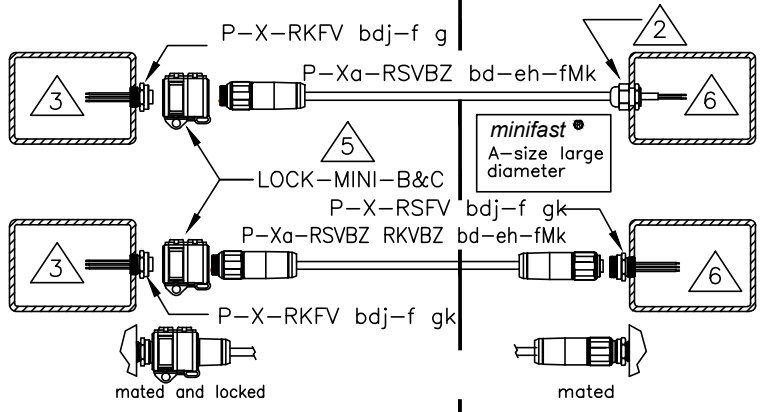 P-X-RKFV bdj-f g
2
P-Xa-RSVBZ bd-eh-fMk
3
6
minifast ®
A-size large
diameter
5
LOCK-MINI-B&C
P-X-RSFV bdj-f gk
P-Xa-RSVBZ RKVBZ bd-eh-fMk
3
6
P-X-RKFV bdj-f gk
mated and locked
mated